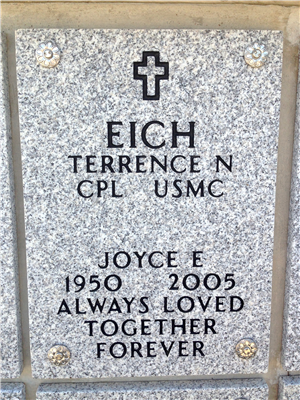 EICH
TERRENCE N
CPL USMC
JOYCE E
1950 2005
ALWAYS LOVED
TOGETHER
FOREVER